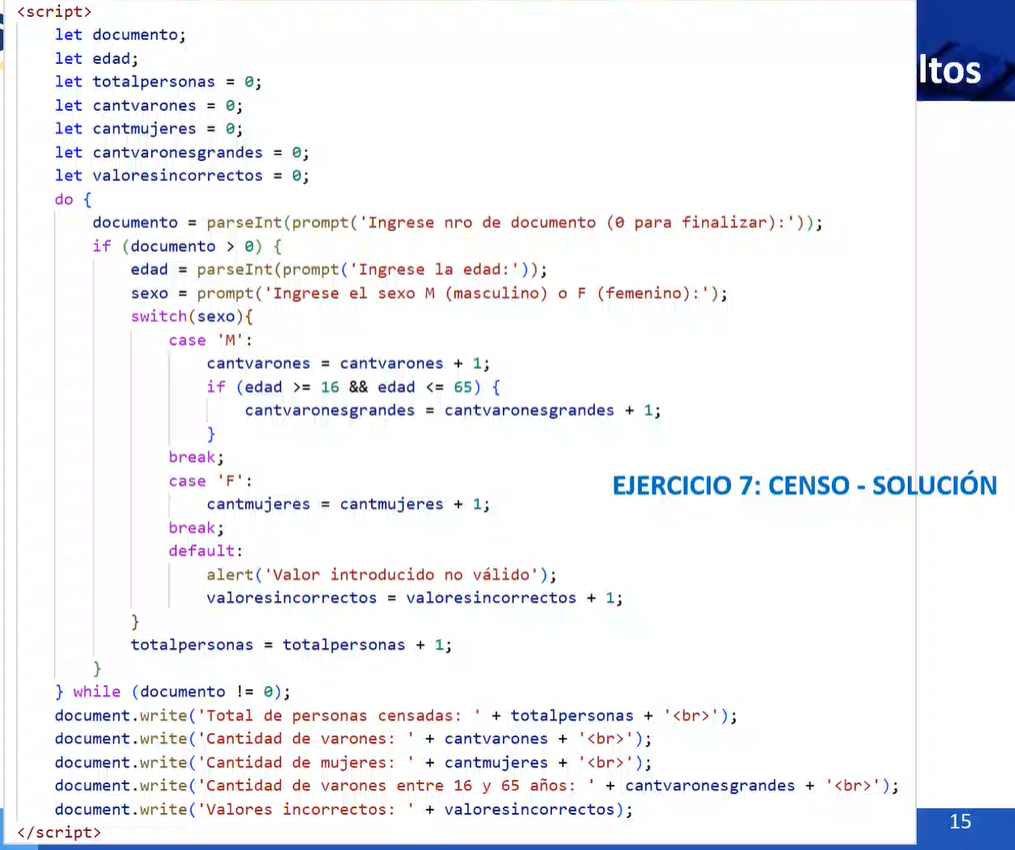 <script>
let documento;
let edad;
let totalpersonas = 0;
let cantvarones = 0;
let cantmujeres = 0;
let cantvaronesgrandes = 0;
let valoresincorrectos = 0;
do {
documento = parseInt(prompt('Ingrese nro de documento (0 para finalizar):'));
if (documento > 0) {
edad = parseInt(prompt('Ingrese la edad:'));
sexo = prompt('Ingrese el sexo M (masculino) o F (femenino):');
switch(sexo){
case 'M':
cantvarones = cantvarones + 1;
if (edad >= 16 && edad <= 65) {
cantvaronesgrandes = cantvaronesgrandes + 1;
}
break;
case 'F':
cantmujeres = cantmujeres + 1;
break;
default:
alert('Valor introducido no válido');
valoresincorrectos = valoresincorrectos + 1;
}
totalpersonas = totalpersonas + 1;
}
} while (documento != 0);
document.write('Total de personas censadas: ' + totalpersonas + '<br>');
document.write('Cantidad de varones: ' + cantvarones + '<br>');
document.write('Cantidad de mujeres: ' + cantmujeres + '<br>');
document.write('Cantidad de varones entre 16 y 65 años: ' + cantvaronesgrandes + '<br>');
document.write('Valores incorrectos: ' + valoresincorrectos);
</script>
ltos
EJERCICIO 7: CENSO - SOLUCIÓN
15